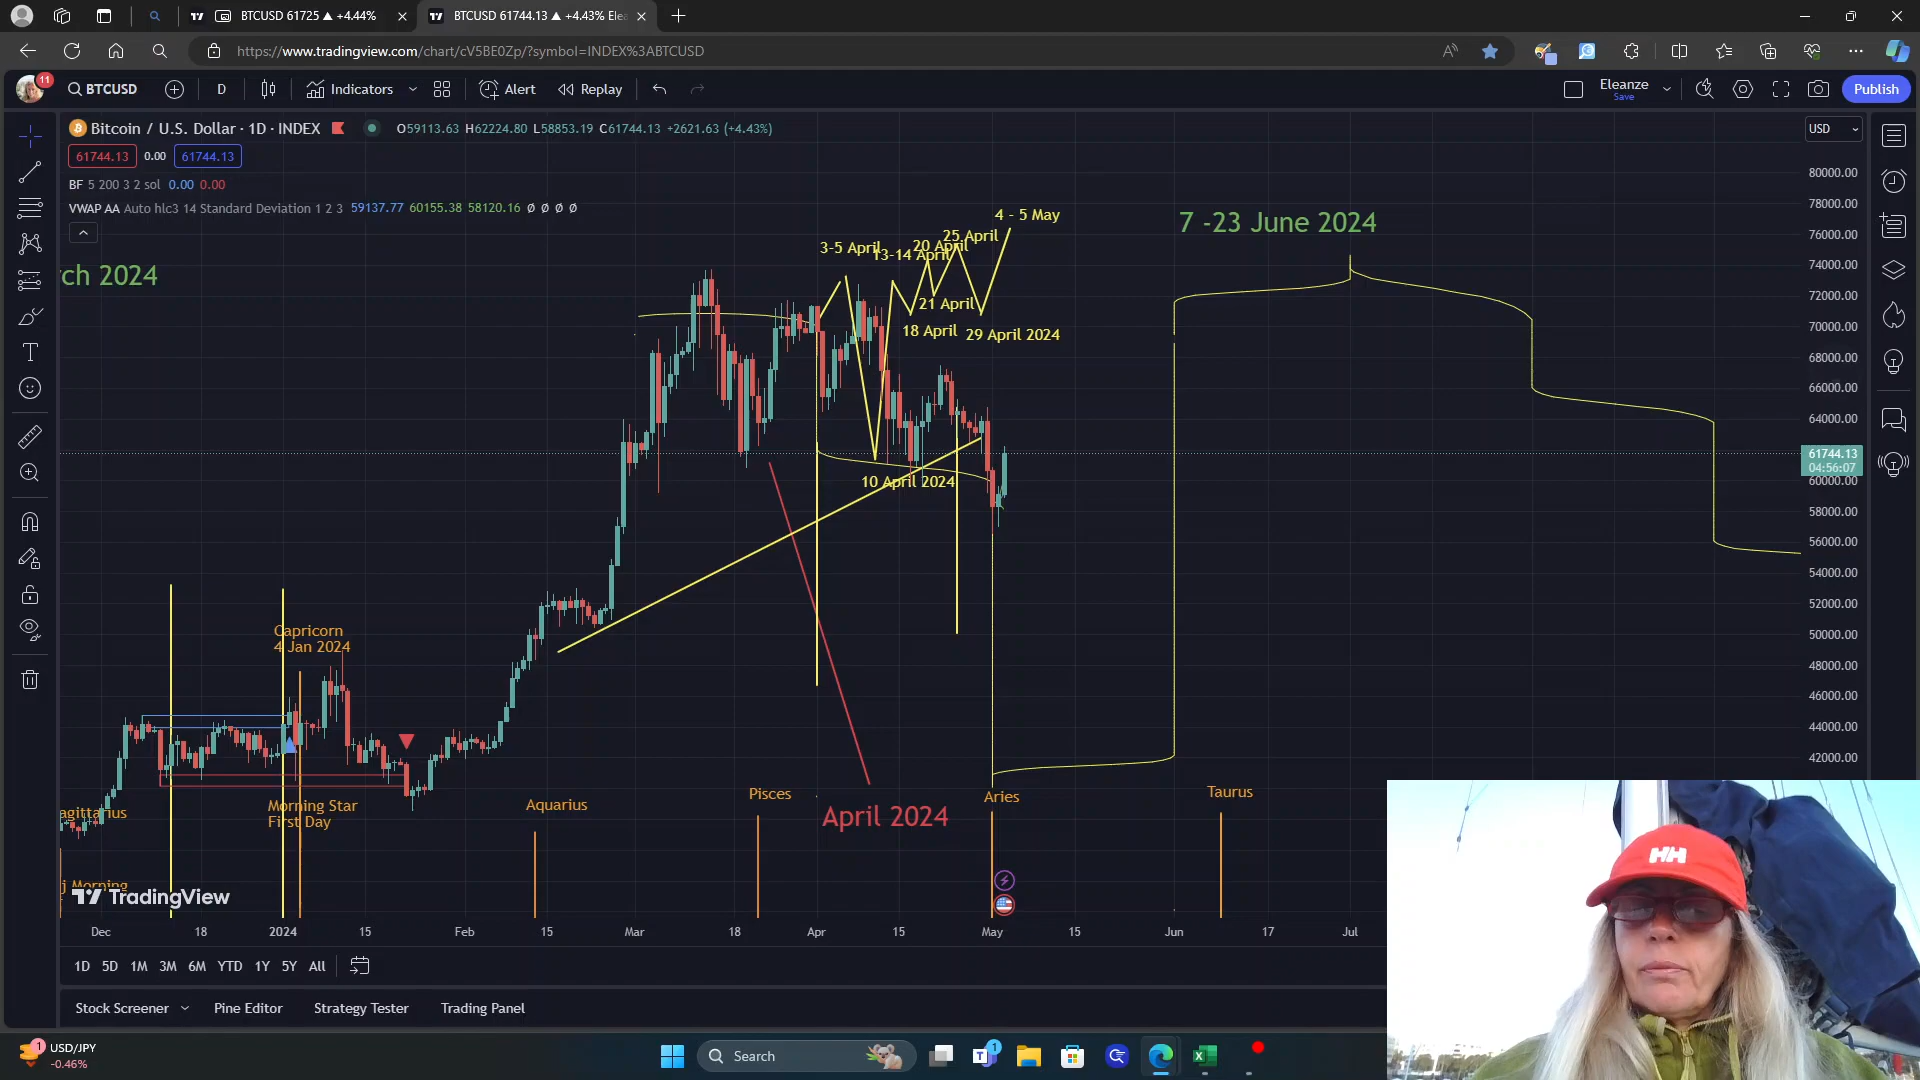 BTCUSD 61725 ▲ +4.44%
BTCUSD 61744.13 ▲ +4.43% Elea
https://www.tradingview.com/chart/cV5BE0Zp/?symbol=INDEX%3ABTCUSD
11
BTCUSD
D
Indicators
Alert
Replay
Eleanze
Save
Publish
Bitcoin / U.S. Dollar · 1D · INDEX
O59113.63 H62224.80 L58853.19 C61744.13 +2621.63 (+4.43%)
USD
61744.13 0.00 61744.13
BF 5 200 3 2 sol 0.00 0.00
VWAP AA Auto hlc3 14 Standard Deviation 1 2 3 59137.77 60155.38 58120.16 ø ø ø ø
rch 2024
3-5 April
13-14 April
20 April
25 April
4 - 5 May
21 April
18 April
29 April 2024
10 April 2024
7 -23 June 2024
80000.00
78000.00
76000.00
74000.00
72000.00
70000.00
68000.00
66000.00
64000.00
61744.13
04:56:07
60000.00
58000.00
56000.00
54000.00
52000.00
50000.00
48000.00
46000.00
44000.00
42000.00
Capricorn
4 Jan 2024
agittarius
Morning Star
First Day
Aquarius
Pisces
April 2024
Aries
Taurus
j Morning
TradingView
Dec 18 2024 15 Feb 15 Mar 18 Apr 15 May 15 Jun 17 Jul
1D 5D 1M 3M 6M YTD 1Y 5Y All
Stock Screener
Pine Editor
Strategy Tester
Trading Panel
HH
1
USD/JPY
-0.46%
Search
1